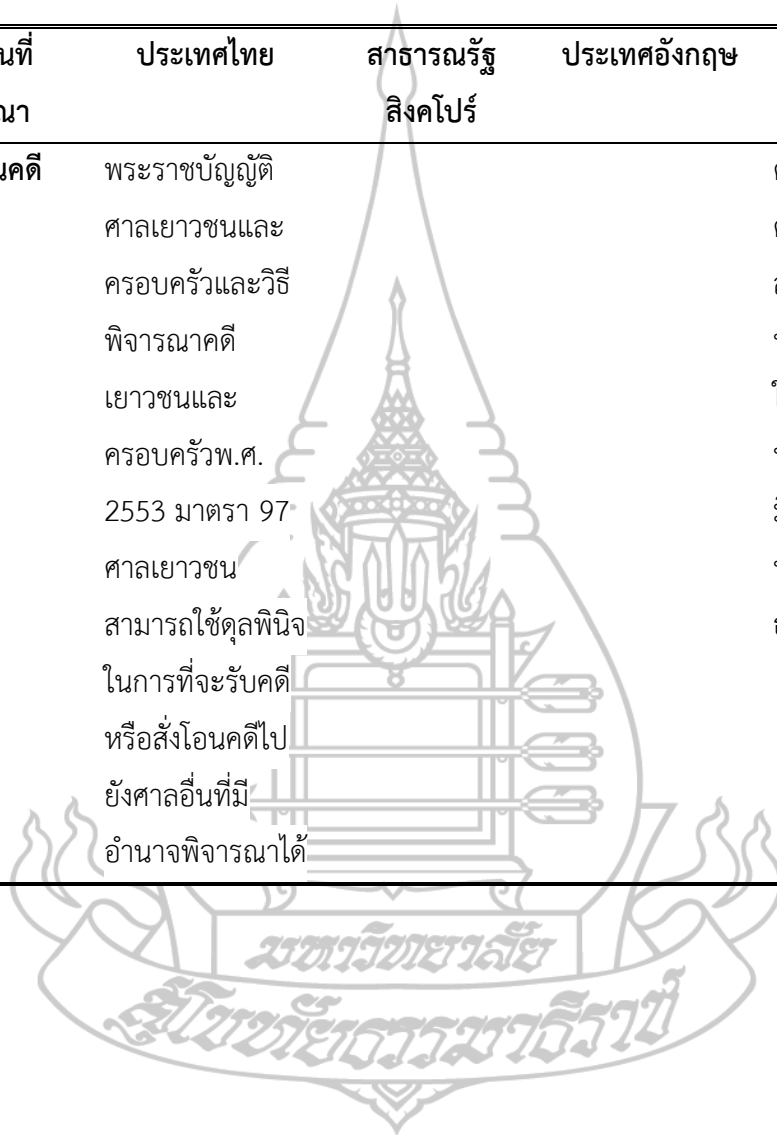 ประเทศไทย สาธารณรัฐ ประเทศอังกฤษ
สิงคโปร์
พระราชบัญญัติ
ศาลเยาวชนและ
ครอบครัวและวิธี
พิจารณาคดี
เยาวชนและ
ครอบครัวพ.ศ.
2553 มาตรา 97
ศาลเยาวชน
สามารถใช้ดุลพินิจ
ในการที่จะรับคดี
หรือสั่งโอนคดีไป
ยังศาลอื่นที่มี
อำนาจพิจารณาได้
มหาวิทยาลัย
สุโขทัยธรรมาธิราช